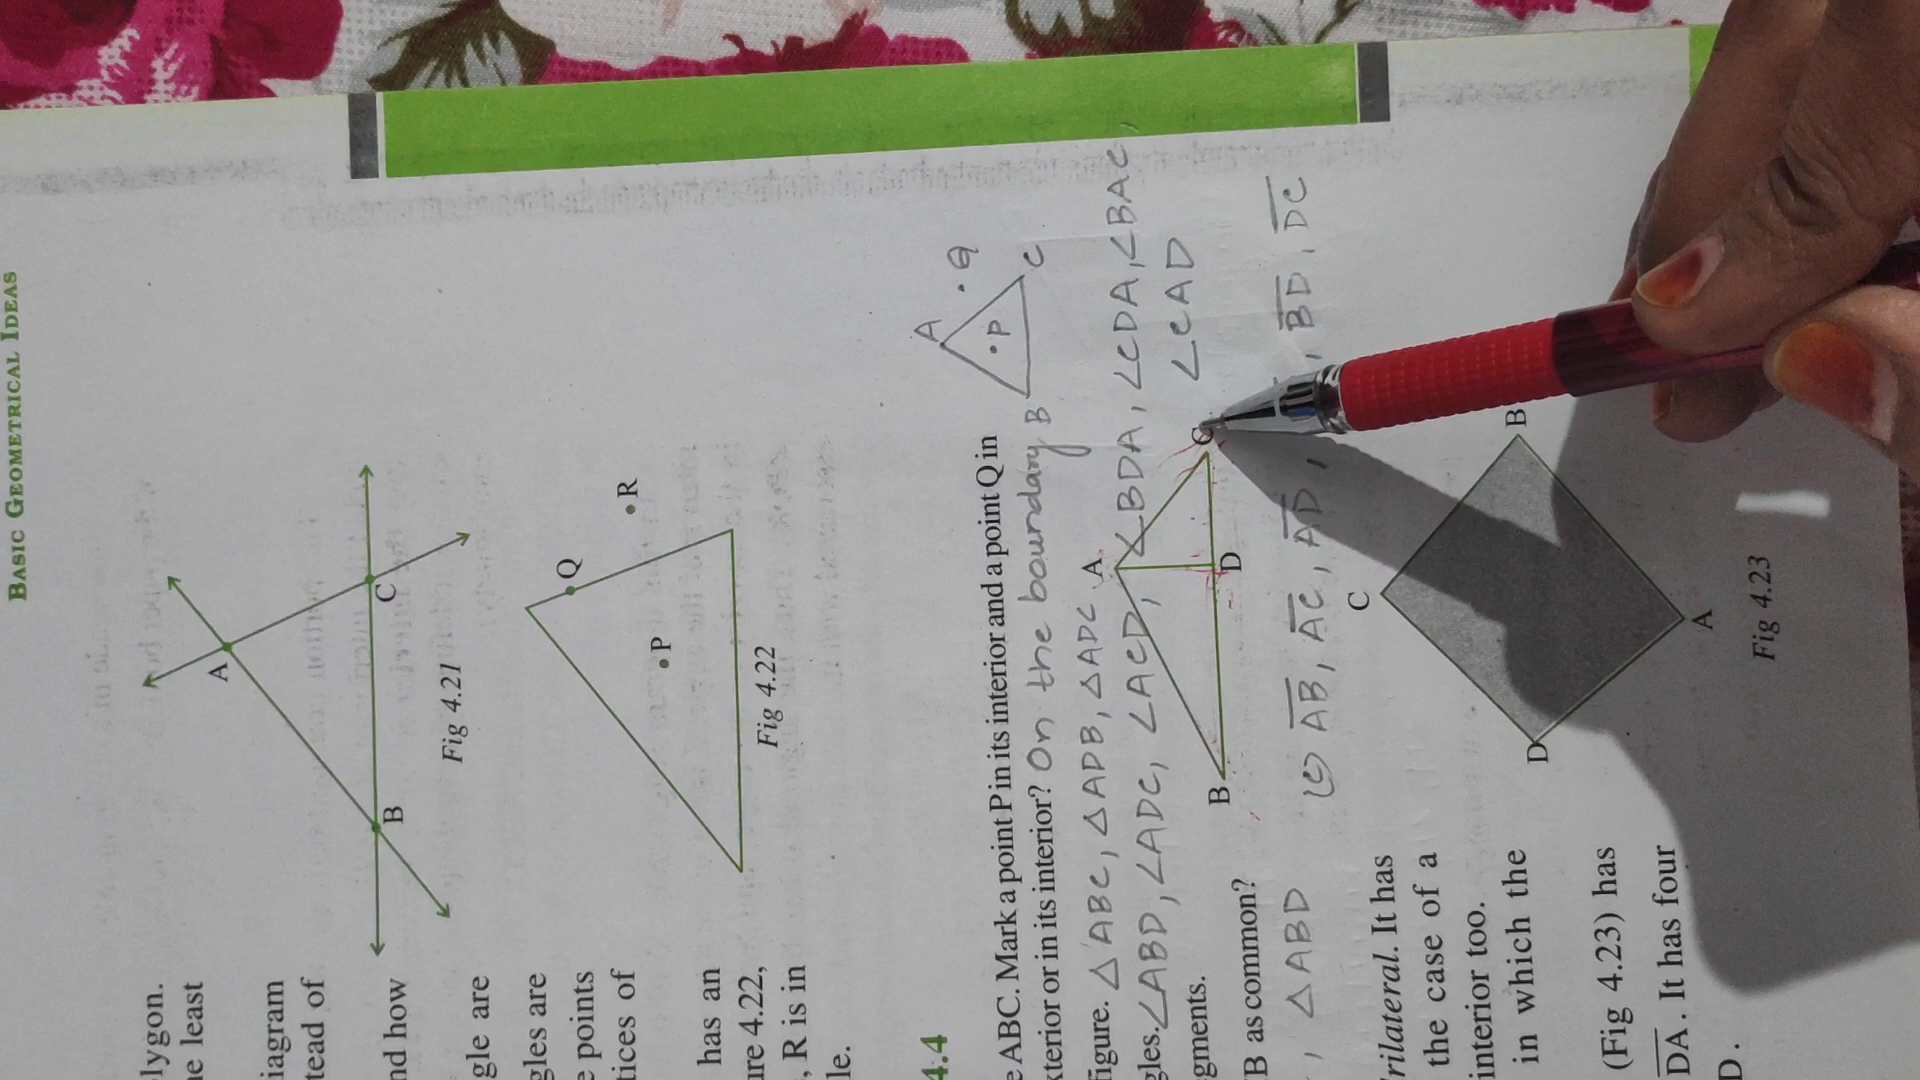 BASIC GEOMETRICAL IDEAS
lygon.
e least
A
iagram
tead of
nd how
B
C
Fig 4.21
gle are
gles are
e points
tices of
Q
P
R
has an
ure 4.22,
, R is in
le.
Fig 4.22
4.4
A
Q
P
B
C
e ABC. Mark a point P in its interior and a point Q in
xterior or in its interior? On the boundary
figure. △ABC, △ADB, △ADC
gles. ∠ABD, ∠ADC, ∠ACD, ∠BDA, ∠CDA, ∠BAC
∠CAD
gments.
A
B
D
C
B as common?
, △ABD
(c) AB, AC, AD, , BD, DC
rilateral. It has
the case of a
interior too.
in which the
(Fig 4.23) has
DA. It has four
D.
C
B
D
A
Fig 4.23